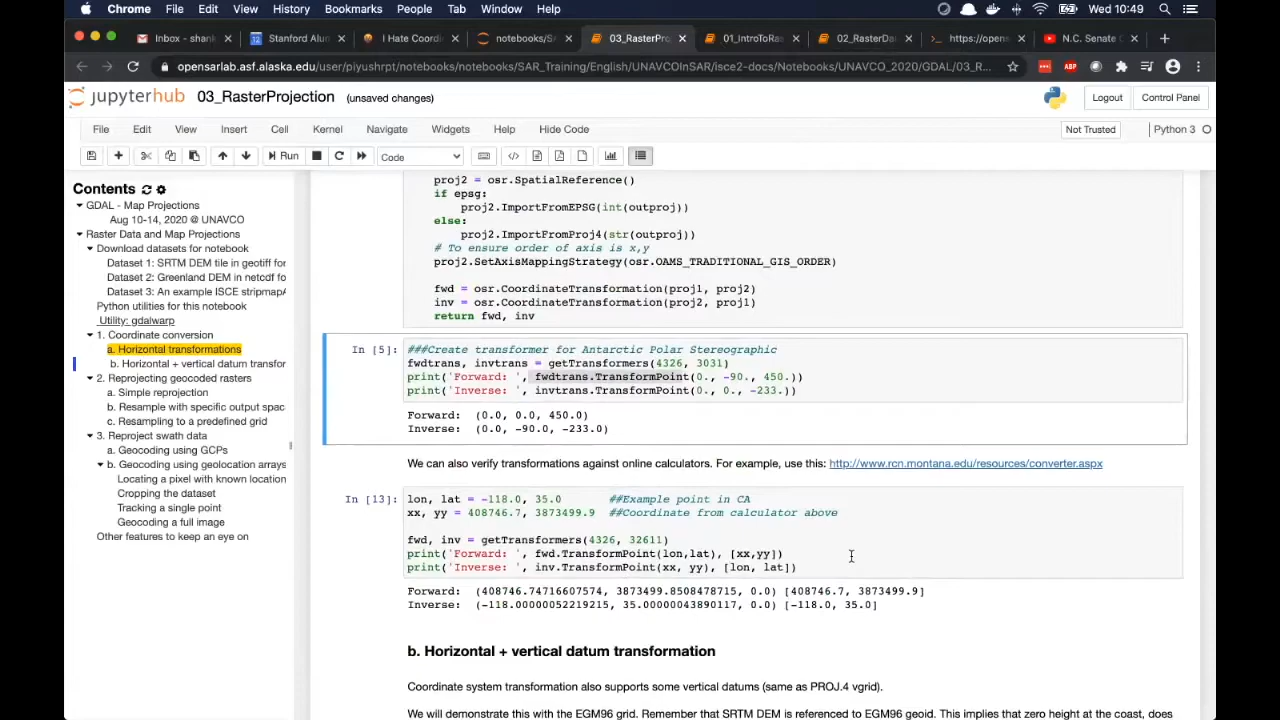 Chrome File Edit View History Bookmarks People Tab Window Help Wed 10:49
Inbox - shank Stanford Alum I Hate Coordi notebooks/SA 03_RasterPro 01_IntroToRas 02_RasterDa https://opens N.C. Senate C
opensarlab.asf.alaska.edu/user/piyushrpt/notebooks/notebooks/SAR_Training/English/UNAVCOInSAR/isce2-docs/Notebooks/UNAVCO_2020/GDAL/03_R...
jupyterhub 03_RasterProjection (unsaved changes) Logout Control Panel
File Edit View Insert Cell Kernel Navigate Widgets Help Hide Code Not Trusted Python 3
Run Code
Contents
GDAL - Map Projections
Aug 10-14, 2020 @ UNAVCO
Raster Data and Map Projections
Download datasets for notebook
Dataset 1: SRTM DEM tile in geotiff for
Dataset 2: Greenland DEM in netcdf fo
Dataset 3: An example ISCE stripmapA
Python utilities for this notebook
Utility: gdalwarp
1. Coordinate conversion
a. Horizontal transformations
b. Horizontal + vertical datum transfor
2. Reprojecting geocoded rasters
a. Simple reprojection
b. Resample with specific output spac
c. Resampling to a predefined grid
3. Reproject swath data
a. Geocoding using GCPs
b. Geocoding using geolocation arrays
Locating a pixel with known location
Cropping the dataset
Tracking a single point
Geocoding a full image
Other features to keep an eye on
proj2 = osr.SpatialReference()
if epsg:
proj2.ImportFromEPSG(int(outproj))
else:
proj2.ImportFromProj4(str(outproj))
# To ensure order of axis is x,y
proj2.SetAxisMappingStrategy(osr.OAMS_TRADITIONAL_GIS_ORDER)
fwd = osr.CoordinateTransformation(proj1, proj2)
inv = osr.CoordinateTransformation(proj2, proj1)
return fwd, inv
In [5]: ###Create transformer for Antarctic Polar Stereographic
fwdtrans, invtrans = getTransformers(4326, 3031)
print('Forward: ', fwdtrans.TransformPoint(0., -90., 450.))
print('Inverse: ', invtrans.TransformPoint(0., 0., -233.))
Forward: (0.0, 0.0, 450.0)
Inverse: (0.0, -90.0, -233.0)
We can also verify transformations against online calculators. For example, use this: http://www.rcn.montana.edu/resources/converter.aspx
In [13]: lon, lat = -118.0, 35.0 ##Example point in CA
xx, yy = 408746.7, 3873499.9 ##Coordinate from calculator above
fwd, inv = getTransformers(4326, 32611)
print('Forward: ', fwd.TransformPoint(lon,lat), [xx,yy])
print('Inverse: ', inv.TransformPoint(xx, yy), [lon, lat])
Forward: (408746.74716607574, 3873499.8508478715, 0.0) [408746.7, 3873499.9]
Inverse: (-118.00000052219215, 35.00000043890117, 0.0) [-118.0, 35.0]
b. Horizontal + vertical datum transformation
Coordinate system transformation also supports some vertical datums (same as PROJ.4 vgrid).
We will demonstrate this with the EGM96 grid. Remember that SRTM DEM is referenced to EGM96 geoid. This implies that zero height at the coast, does